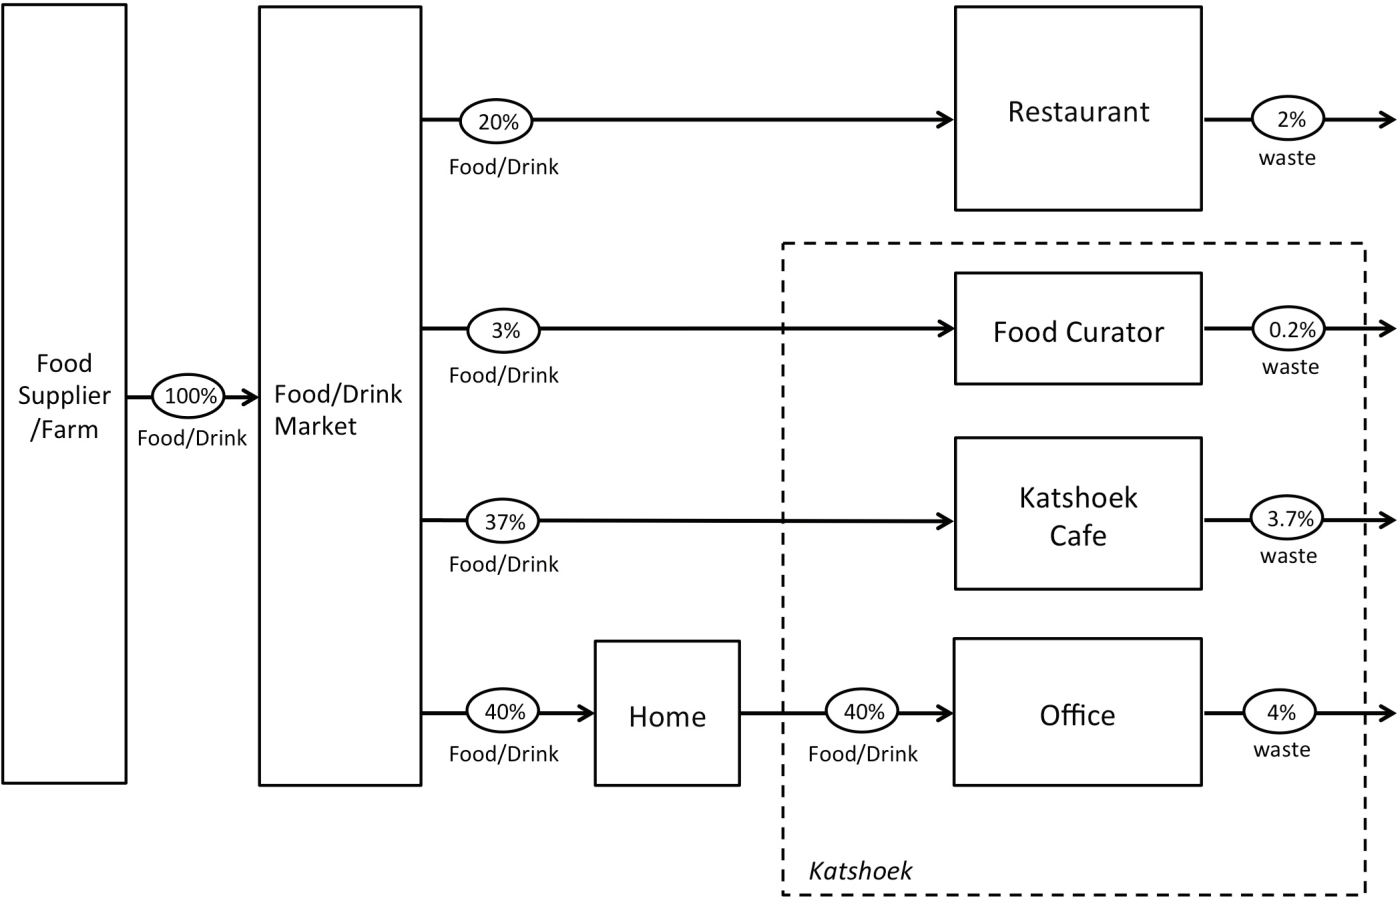 Food
Supplier
/Farm
100%
Food/Drink
Food/Drink
Market
20%
Food/Drink
Restaurant
2%
waste
3%
Food/Drink
Food Curator
0.2%
waste
37%
Food/Drink
Katshoek
Cafe
3.7%
waste
40%
Food/Drink
Home
40%
Food/Drink
Office
4%
waste
Katshoek